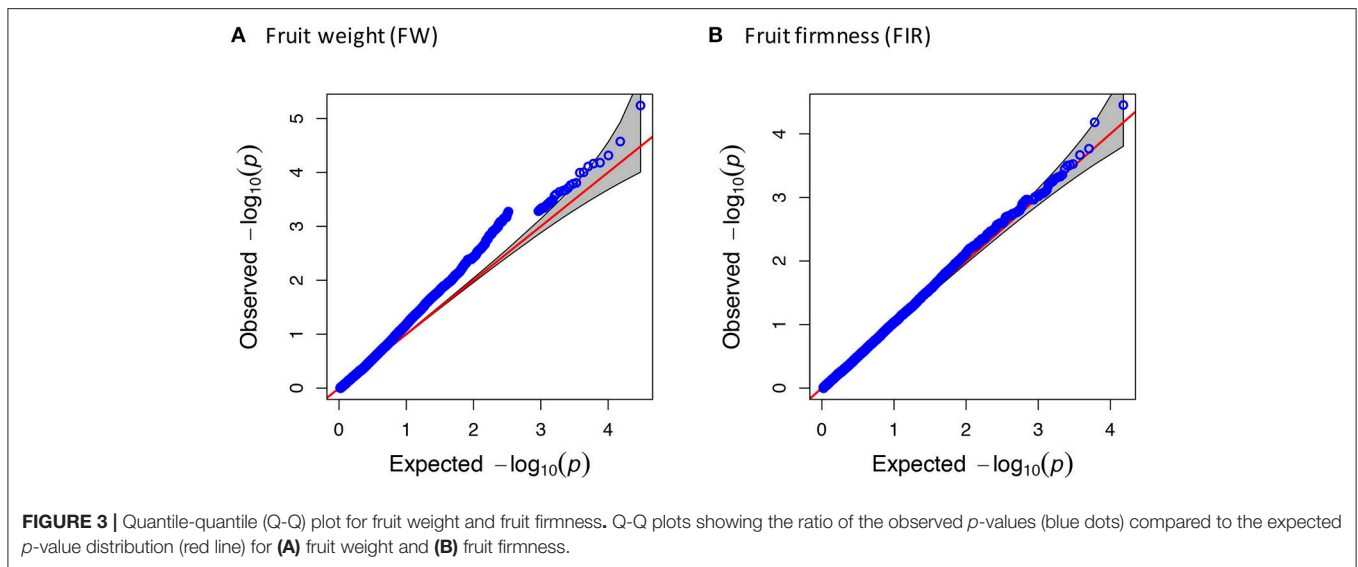 A Fruit weight (FW)
B Fruit firmness (FIR)
Observed −log₁₀(p)
5
4
3
2
1
0
0 1 2 3 4
Expected −log₁₀(p)
Observed −log₁₀(p)
4
3
2
1
0
0 1 2 3 4
Expected −log₁₀(p)
FIGURE 3 | Quantile-quantile (Q-Q) plot for fruit weight and fruit firmness. Q-Q plots showing the ratio of the observed p-values (blue dots) compared to the expected
p-value distribution (red line) for (A) fruit weight and (B) fruit firmness.